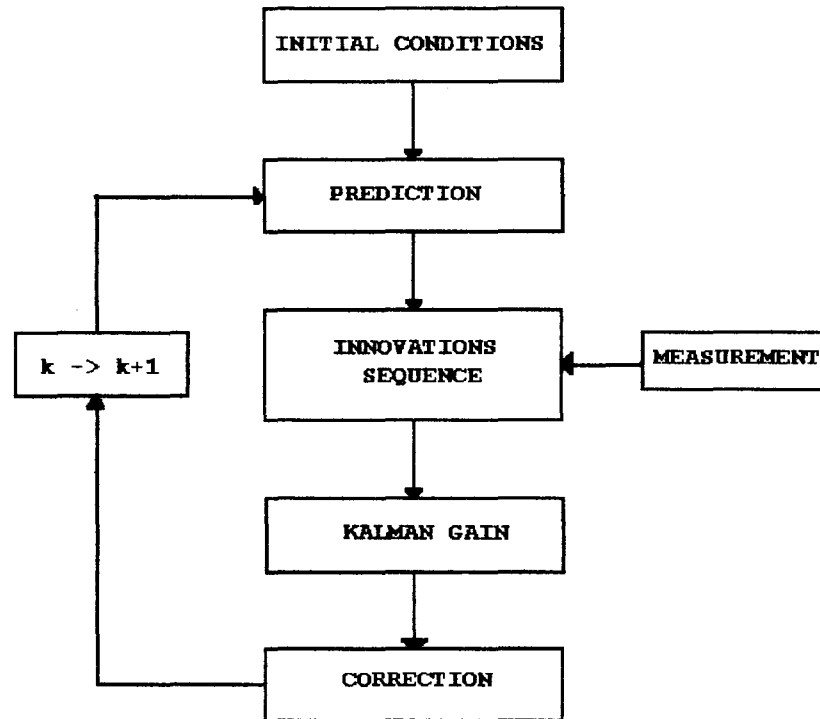 INITIAL CONDITIONS
PREDICTION
INNOVATIONS
SEQUENCE
MEASUREMENT
k -> k+1
KALMAN GAIN
CORRECTION